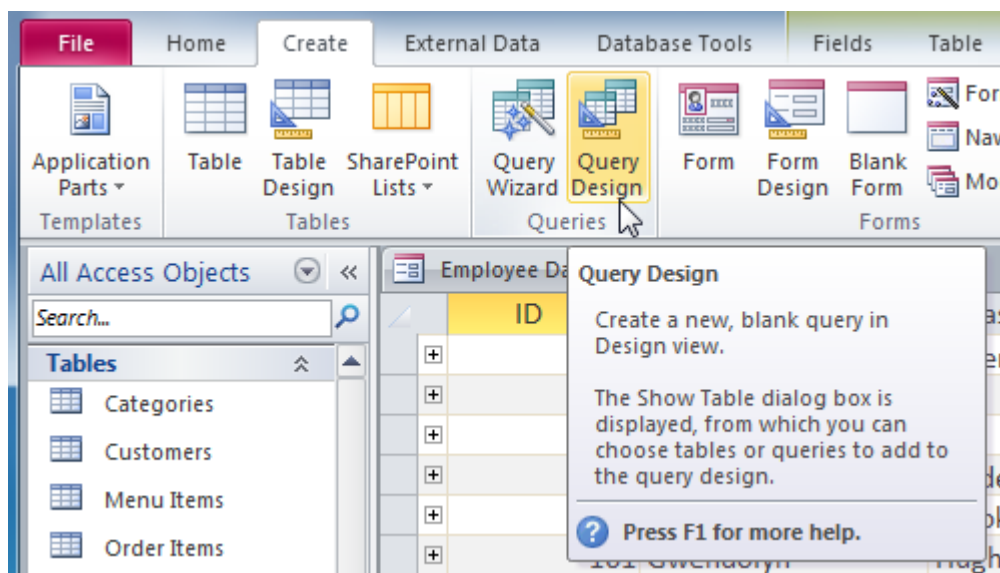 File Home Create External Data Database Tools Fields Table
Application Parts
Table
Table Design
SharePoint Lists
Query Wizard
Query Design
Form
Form Design
Blank Form
Templates Tables Queries Forms
All Access Objects
Search...
Tables
Categories
Customers
Menu Items
Order Items
Employee
ID
Query Design
Create a new, blank query in
Design view.
The Show Table dialog box is
displayed, from which you can
choose tables or queries to add to
the query design.
Press F1 for more help.